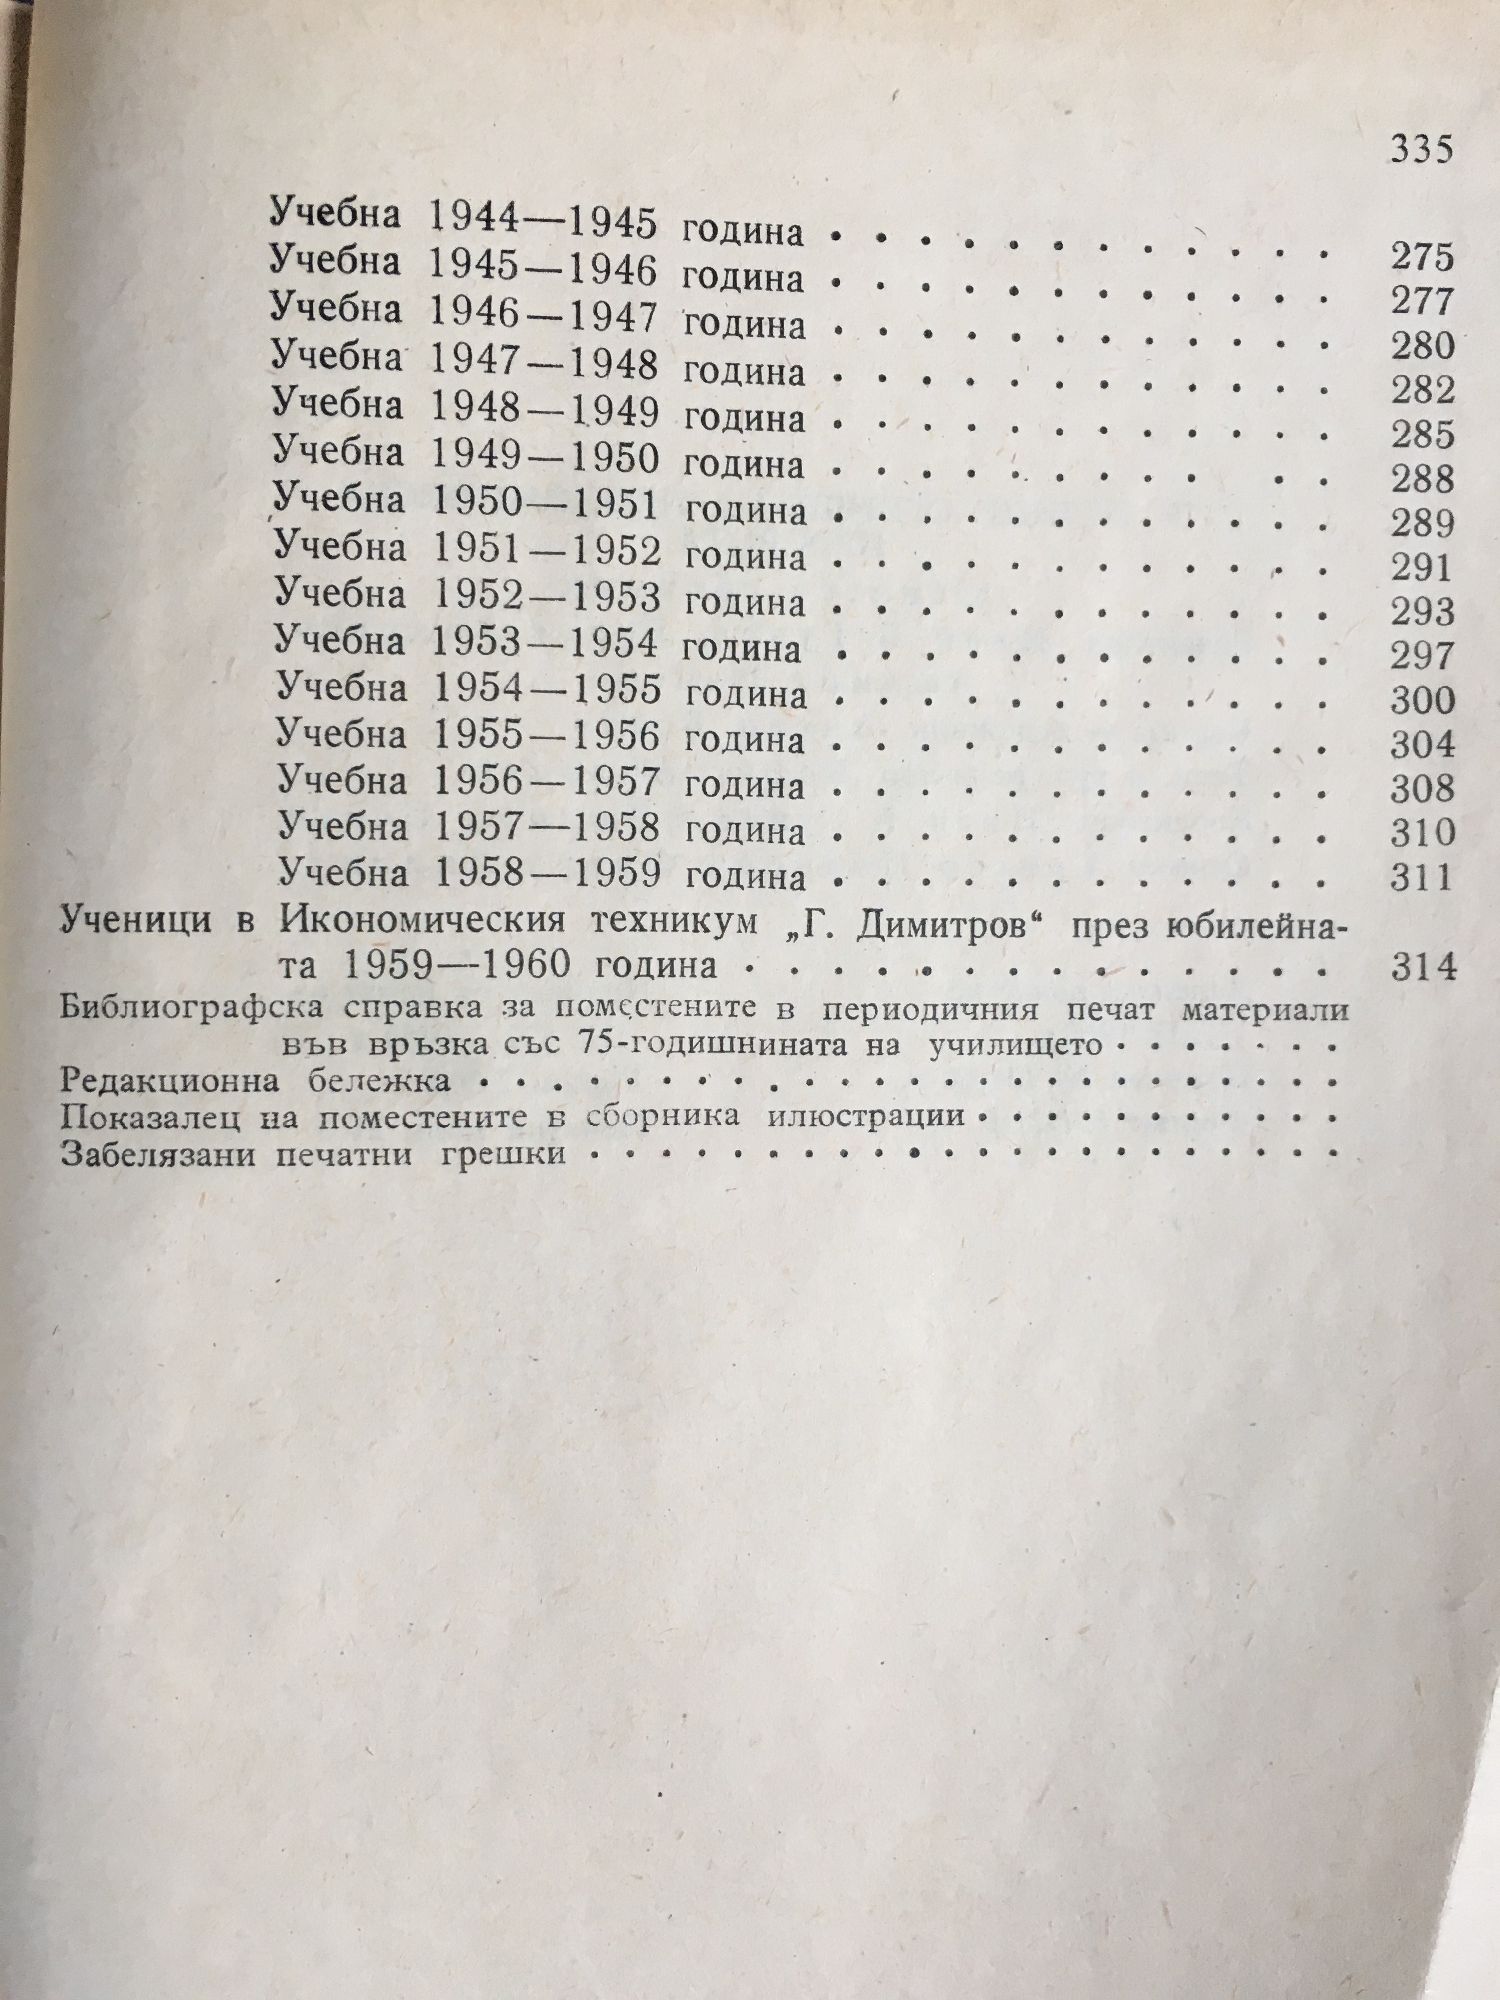 335
Учебна 1944—1945 година . . . . . . . . . . . . 275
Учебна 1945—1946 година . . . . . . . . . . . . 277
Учебна 1946—1947 година . . . . . . . . . . . . 280
Учебна 1947—1948 година . . . . . . . . . . . . 282
Учебна 1948—1949 година . . . . . . . . . . . . 285
Учебна 1949—1950 година . . . . . . . . . . . 288
Учебна 1950—1951 година . . . . . . . . . . . . 289
Учебна 1951—1952 година . . . . . . . . . . . . 291
Учебна 1952—1953 година . . . . . . . . . . . . 293
Учебна 1953—1954 година . . . . . . . . . . . . 297
Учебна 1954—1955 година . . . . . . . . . . . . 300
Учебна 1955—1956 година . . . . . . . . . . . . 304
Учебна 1956—1957 година . . . . . . . . . . . . 308
Учебна 1957—1958 година . . . . . . . . . . . . 310
Учебна 1958—1959 година . . . . . . . . . . . . 311
Ученици в Икономическия техникум „Г. Димитров“ през юбилейна-
та 1959—1960 година . . . . . . . . . . . . . . 314
Библиографска справка за поместените в периодичния печат материали
във връзка със 75-годишнината на училището . . . . . . .
Редакционна бележка . . . . . . . . . . . . . . . . . . . . . . . .
Показалец на поместените в сборника илюстрации . . . . . . . . . . .
Забелязани печатни грешки . . . . . . . . . . . . . . . . . . . . .